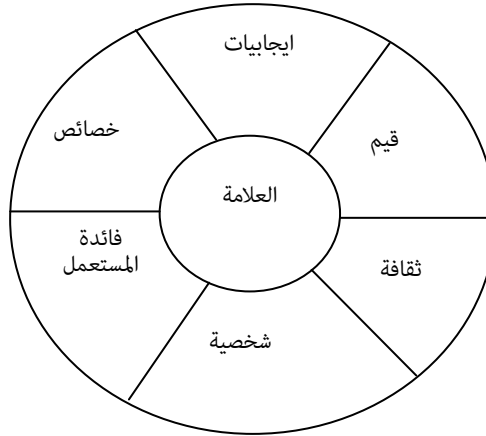 ايجابيات
خصائص
قيم
العلامة
فائدة
المستعمل
ثقافة
شخصية